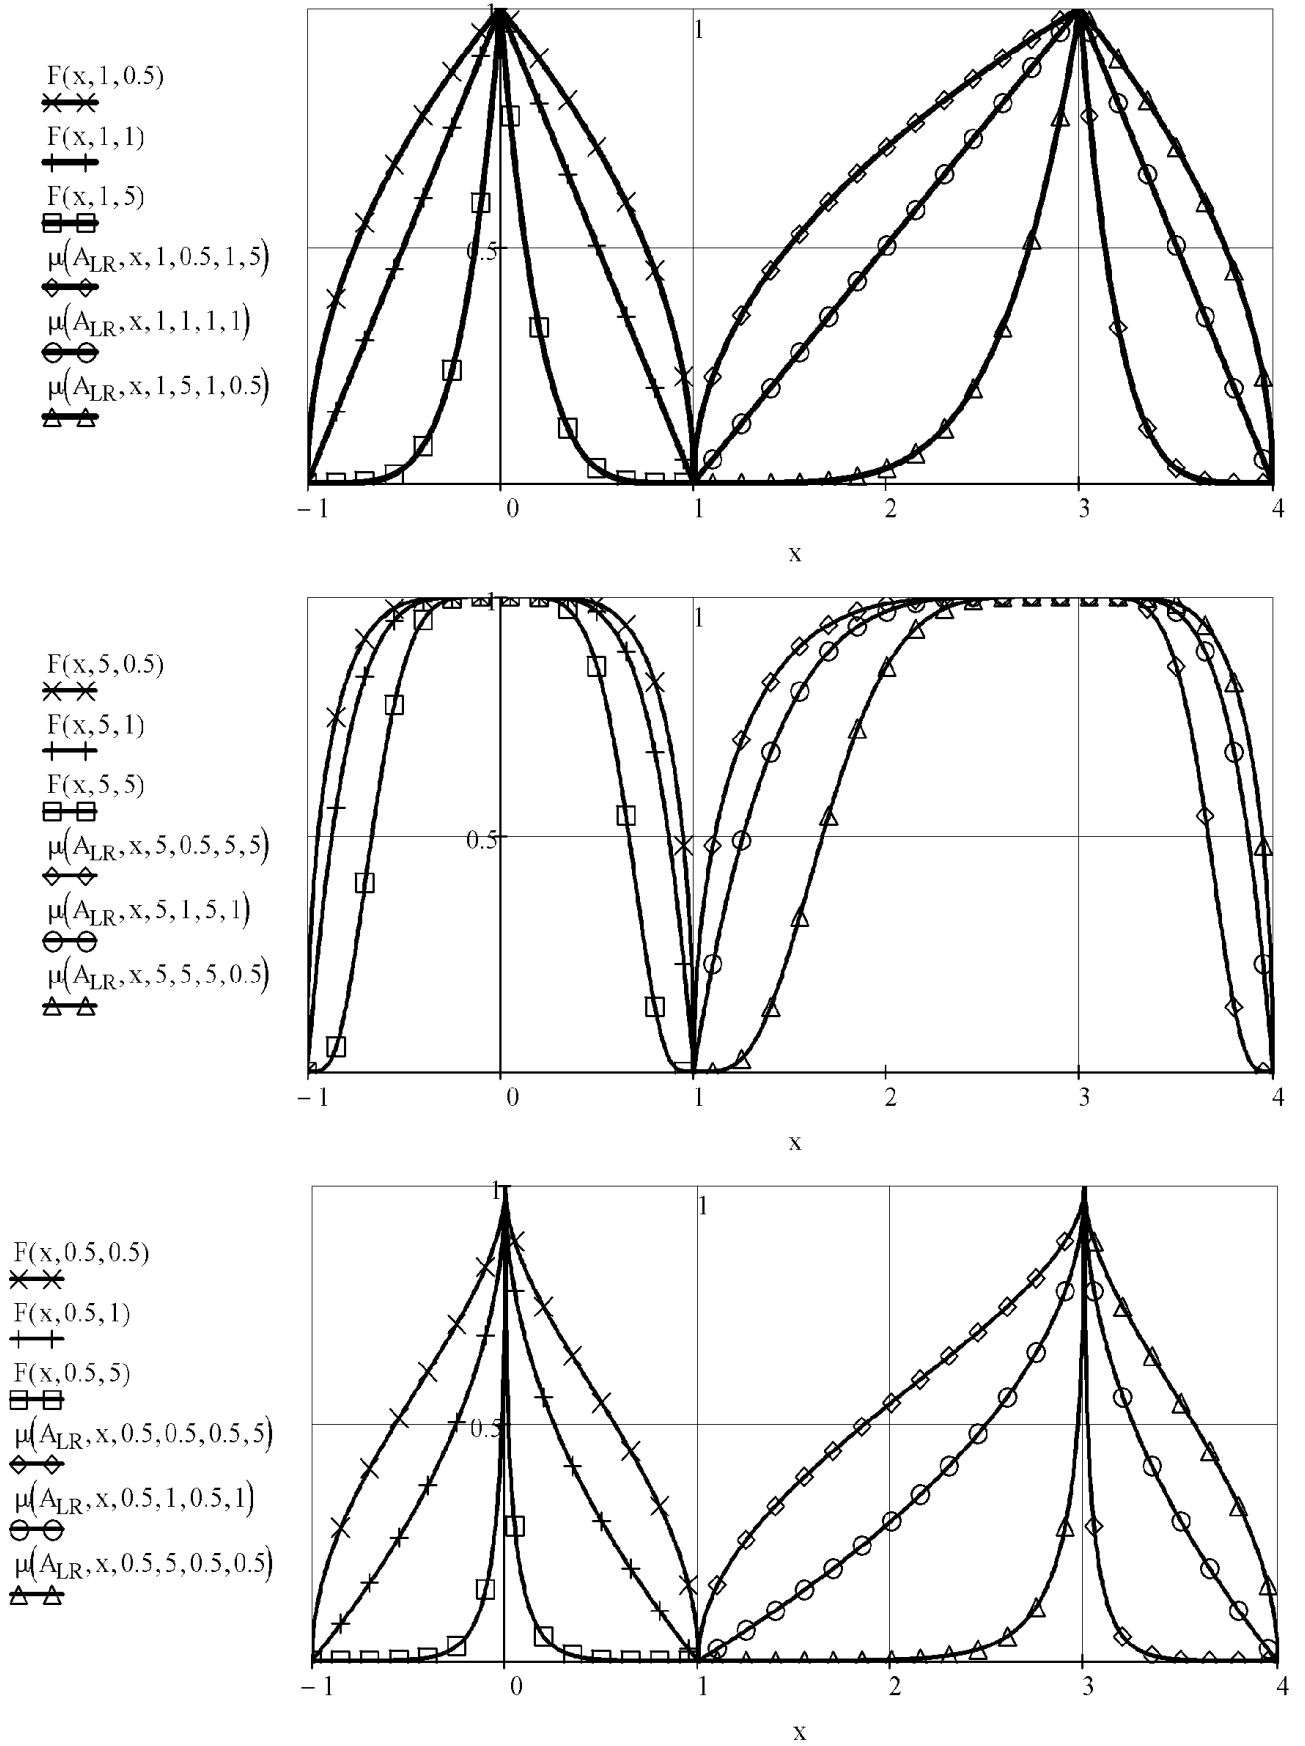 1
1
F(x,1,0.5)
F(x,1,1)
F(x,1,5)
μ(A_LR,x,1,0.5,1,5)
0.5
μ(A_LR,x,1,1,1,1)
μ(A_LR,x,1,5,1,0.5)
−1 0 1 2 3 4
x
1
1
F(x,5,0.5)
F(x,5,1)
F(x,5,5)
0.5
μ(A_LR,x,5,0.5,5,5)
μ(A_LR,x,5,1,5,1)
μ(A_LR,x,5,5,5,0.5)
−1 0 1 2 3 4
x
1
1
F(x,0.5,0.5)
F(x,0.5,1)
F(x,0.5,5)
0.5
μ(A_LR,x,0.5,0.5,0.5,5)
μ(A_LR,x,0.5,1,0.5,1)
μ(A_LR,x,0.5,5,0.5,0.5)
−1 0 1 2 3 4
x